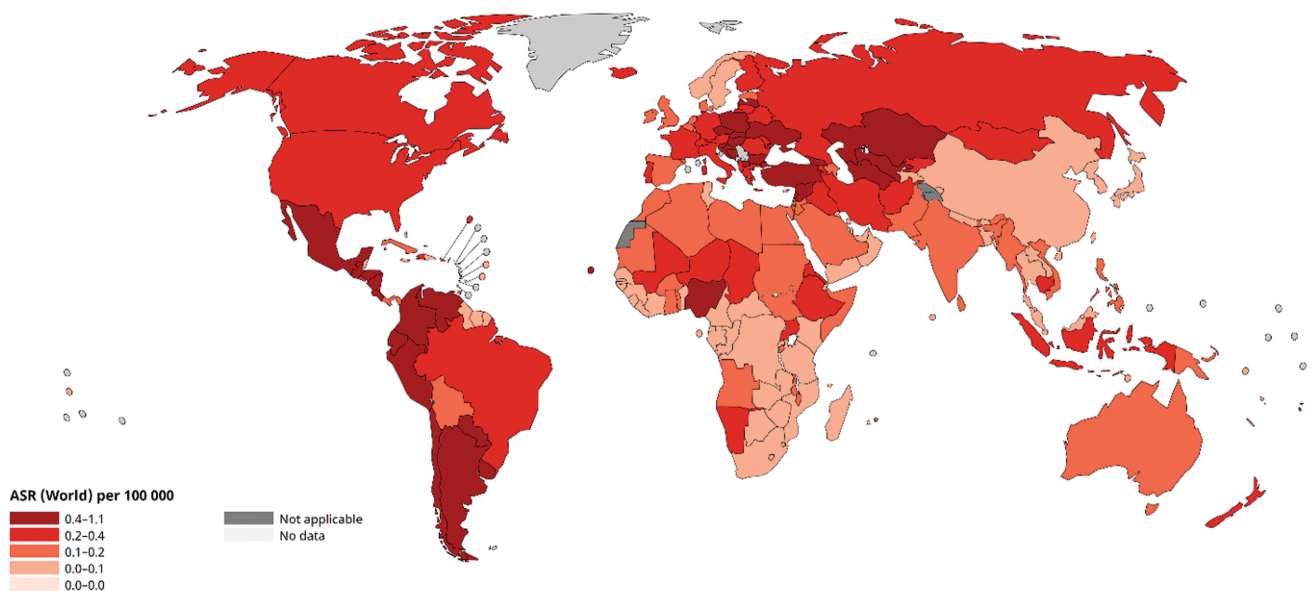 ASR (World) per 100 000
0.4–1.1
0.2–0.4
0.1–0.2
0.0–0.1
0.0–0.0
Not applicable
No data